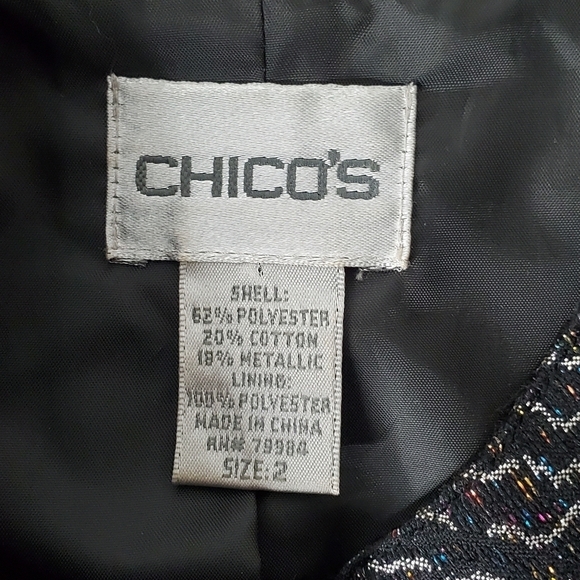 CHICO'S
SHELL:
62% POLYESTER
20% COTTON
18% METALLIC
LINING:
100% POLYESTER
MADE IN CHINA
RN# 79984
SIZE: 2